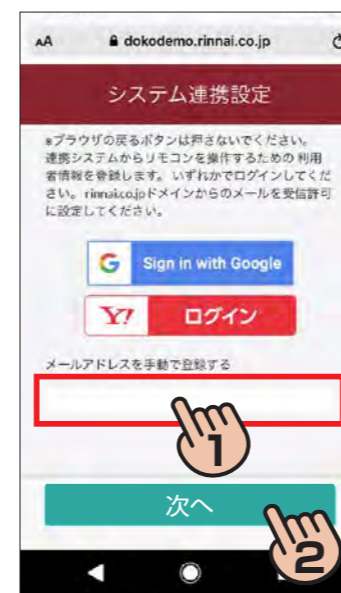 AA dokodemo.rinnai.co.jp
システム連携設定
※ブラウザの戻るボタンは押さないでください。
連携システムからリモコンを操作するための利用
者情報を登録します。いずれかでログインしてくだ
さい。rinnai.co.jpドメインからのメールを受信許可
に設定してください。
G Sign in with Google
Y! ログイン
メールアドレスを手動で登録する
1
次へ
2